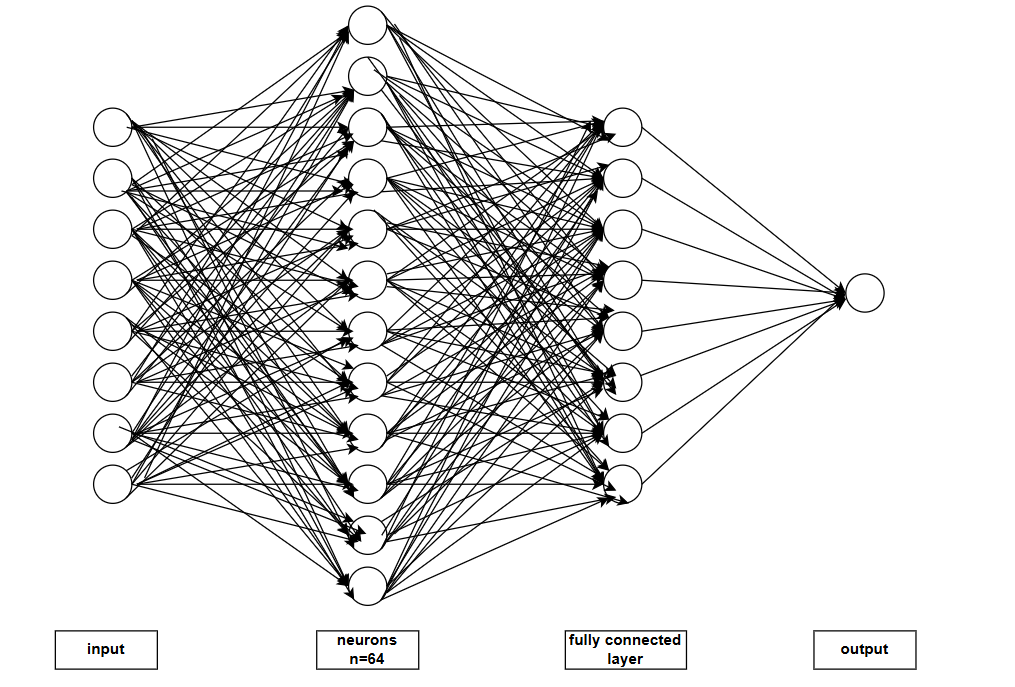 input
neurons
n=64
fully connected
layer
output